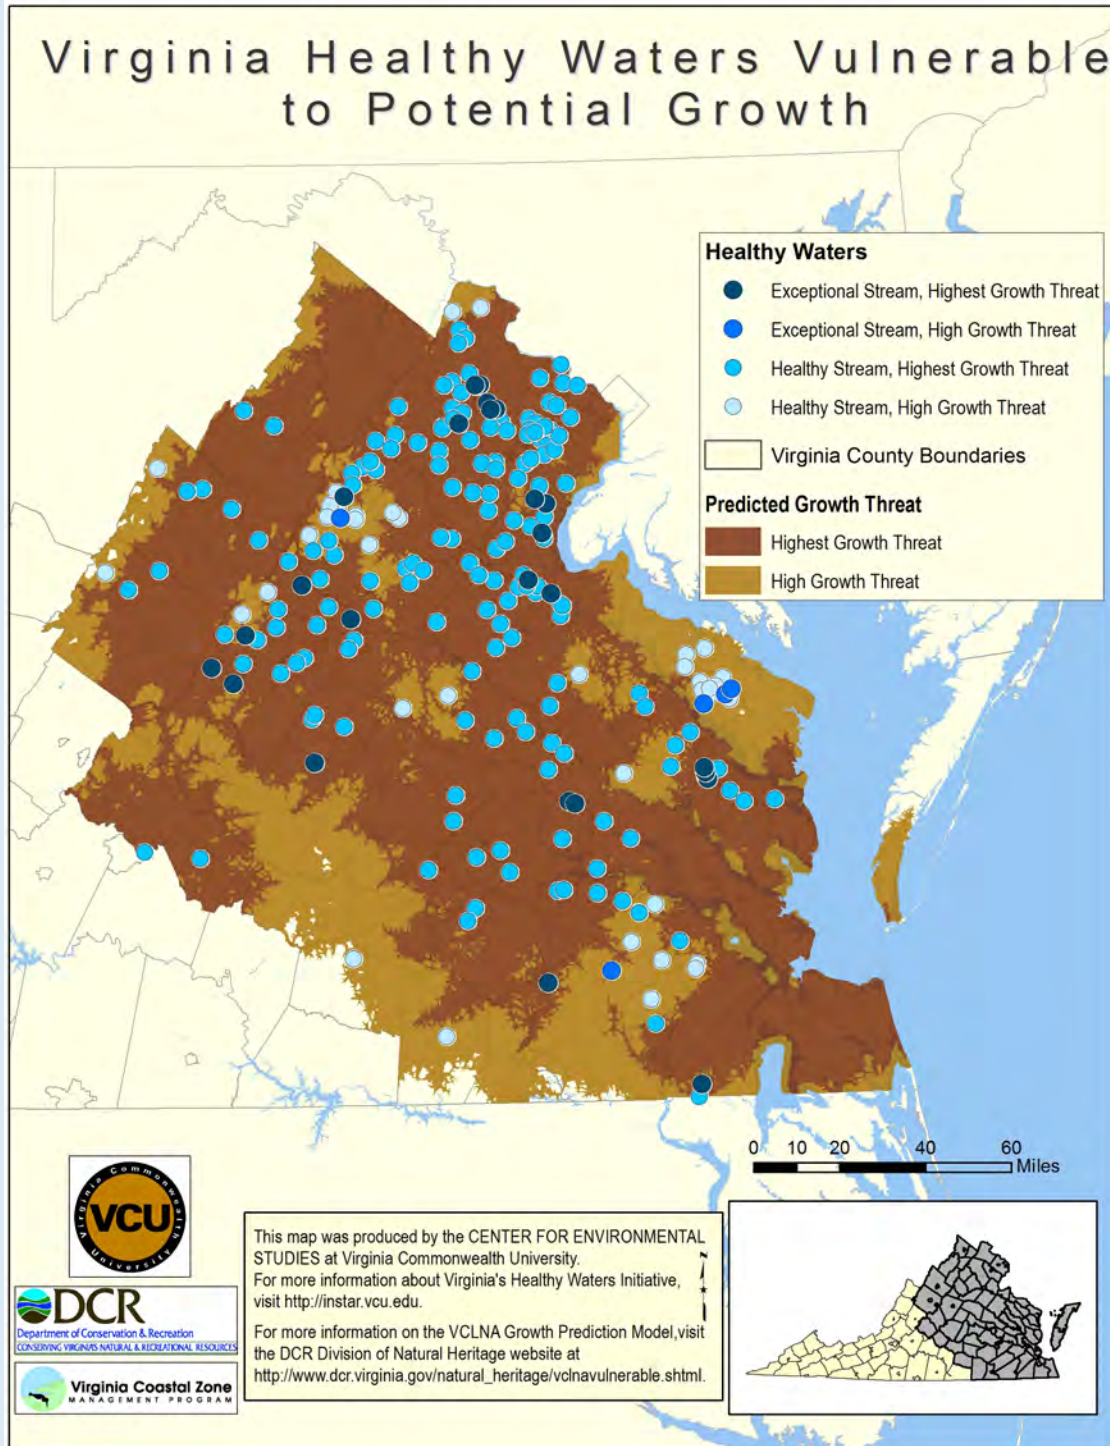 Virginia Healthy Waters Vulnerable
to Potential Growth
Healthy Waters
Exceptional Stream, Highest Growth Threat
Exceptional Stream, High Growth Threat
Healthy Stream, Highest Growth Threat
Healthy Stream, High Growth Threat
Virginia County Boundaries
Predicted Growth Threat
Highest Growth Threat
High Growth Threat
0 10 20 40 60
Miles
Virginia Commonwealth University
VCU
DCR
Department of Conservation & Recreation
CONSERVING VIRGINIA'S NATURAL & RECREATIONAL RESOURCES
Virginia Coastal Zone
MANAGEMENT PROGRAM
This map was produced by the CENTER FOR ENVIRONMENTAL
STUDIES at Virginia Commonwealth University.
For more information about Virginia's Healthy Waters Initiative,
visit http://instar.vcu.edu.
For more information on the VCLNA Growth Prediction Model,visit
the DCR Division of Natural Heritage website at
http://www.dcr.virginia.gov/natural_heritage/vclnavulnerable.shtml.
N